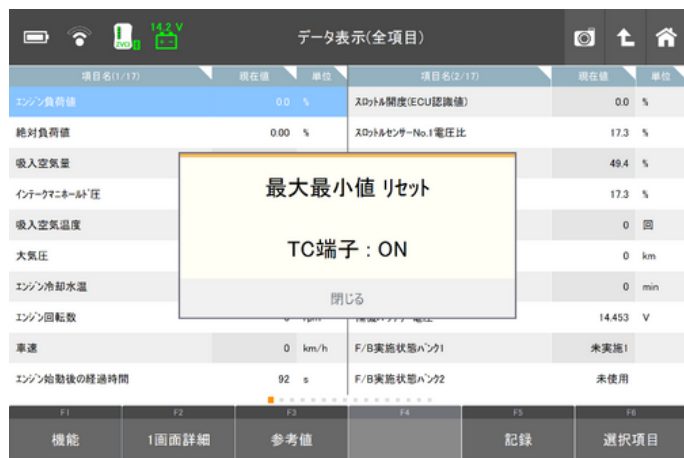 14.2 V
ZVCI
データ表示(全項目)
項目名(1/17) 現在値 単位 項目名(2/17) 現在値 単位
エンジン負荷値 0.0 % スロットル開度(ECU認識値) 0.0 %
絶対負荷値 0.00 % スロットルセンサーNo.1電圧比 17.3 %
吸入空気量 49.4 %
インテークマニホールド圧 17.3 %
吸入空気温度 0 回
大気圧 0 km
エンジン冷却水温 0 min
エンジン回転数 14.453 V
最大最小値 リセット
TC端子 : ON
閉じる
車速 0 km/h F/B実施状態バンク1 未実施1
エンジン始動後の経過時間 92 s F/B実施状態バンク2 未使用
F1 F2 F3 F4 F5 F6
機能 1画面詳細 参考値 記録 選択項目